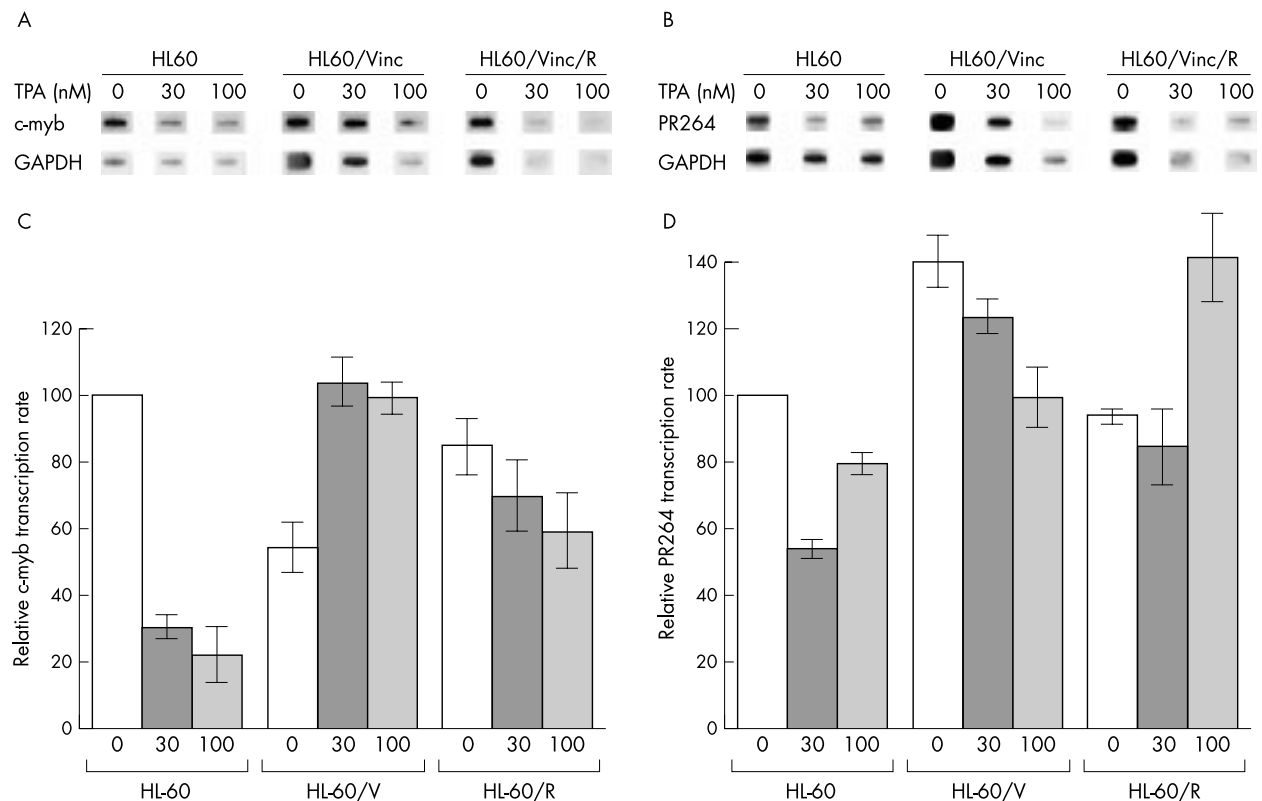 A
HL60 HL60/Vinc HL60/Vinc/R
TPA (nM) 0 30 100 0 30 100 0 30 100
c-myb
GAPDH
B
HL60 HL60/Vinc HL60/Vinc/R
TPA (nM) 0 30 100 0 30 100 0 30 100
PR264
GAPDH
C
Relative c-myb transcription rate
120
100
80
60
40
20
0
0 30 100 0 30 100 0 30 100
HL-60 HL-60/V HL-60/R
D
Relative PR264 transcription rate
140
120
100
80
60
40
20
0
0 30 100 0 30 100 0 30 100
HL-60 HL-60/V HL-60/R